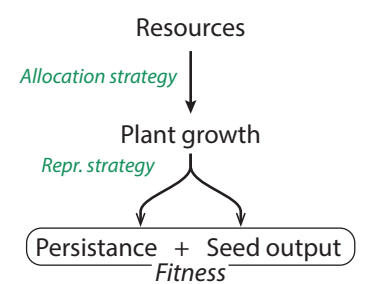 Resources
Allocation strategy
Plant growth
Repr. strategy
Persistance + Seed output
Fitness